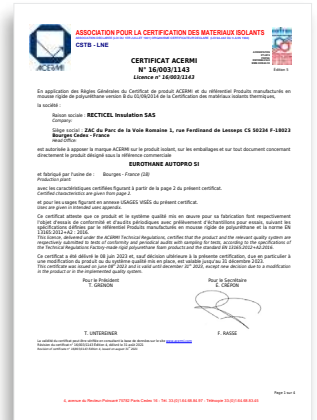 ASSOCIATION POUR LA CERTIFICATION DES MATERIAUX ISOLANTS
CSTB - LNE
ACERMI
Edition 5
CERTIFICAT ACERMI
N° 16/003/1143
Licence n° 16/003/1143
En application des Règles Générales du Certificat de produit ACERMI et du référentiel Produits Manufacturés en
mousse rigide de polyuréthane version B du 01/09/2014 de la Certification des matériaux isolants thermiques,
la société :
Raison sociale : RECTICEL Insulation SAS
Company:
Siège social : ZAC du Parc de la Voie Romaine 1, rue Ferdinand de Lesseps CS 50234 F-18023
Bourges Cedex - France
Head Office
est autorisée à apposer la marque ACERMI sur le produit isolant, sur les emballages et sur tout document concernant
directement le produit désigné sous la référence commerciale
EUROTHANE AUTOPRO SI
et fabriqué par l'usine de : Bourges - France (18)
Production plant:
avec les caractéristiques certifiées figurant à partir de la page 2 du présent certificat.
Certified characteristics are given from page 2.
et pour les usages figurant en annexe USAGES VISÉS du présent certificat.
Uses are given in intended uses appendix.
Ce certificat atteste que ce produit et le système qualité mis en œuvre pour sa fabrication font respectivement
l'objet d'essais de conformité et d'audits périodiques avec prélèvement d'échantillons pour essais, suivant les
spécifications définies par le référentiel Produits manufacturés en mousse rigide de polyuréthane et la norme EN
13165:2012+A2 : 2016.
This licence, delivered under the ACERMI Technical Regulations, certifies that the product and the relevant quality system are
respectively submitted to tests of conformity and periodical audits with sampling for tests, according to the specifications of
the Technical Regulations Factory-made rigid polyurethane foam products and the standard EN 13165:2012+A2:2016.
Ce certificat a été délivré le 08 juin 2023 et, sauf décision ultérieure à la présente certification, due en particulier à
une modification du produit ou du système qualité mis en place, est valable jusqu'au 31 décembre 2023.
This certificate was issued on june 08th 2023 and is valid until december 31st 2023, except new decision due to a modification
in the product or in the implemented quality system.
Pour le Président
T. GRENON
Pour le Secrétaire
E. CRÉPON
T. UNTEREINER
F. RASSE
Page 1 sur 4